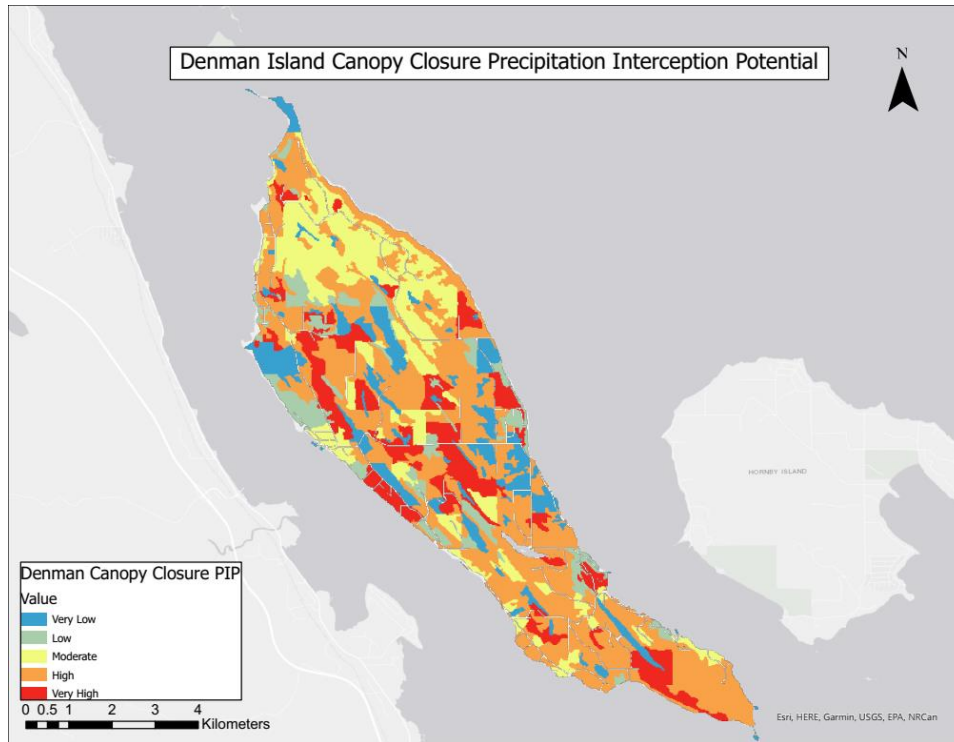 Denman Island Canopy Closure Precipitation Interception Potential
N
HORNBY ISLAND
Denman Canopy Closure PIP
Value
Very Low
Low
Moderate
High
Very High
0 0.5 1 2 3 4
Kilometers
Esri, HERE, Garmin, USGS, EPA, NRCan